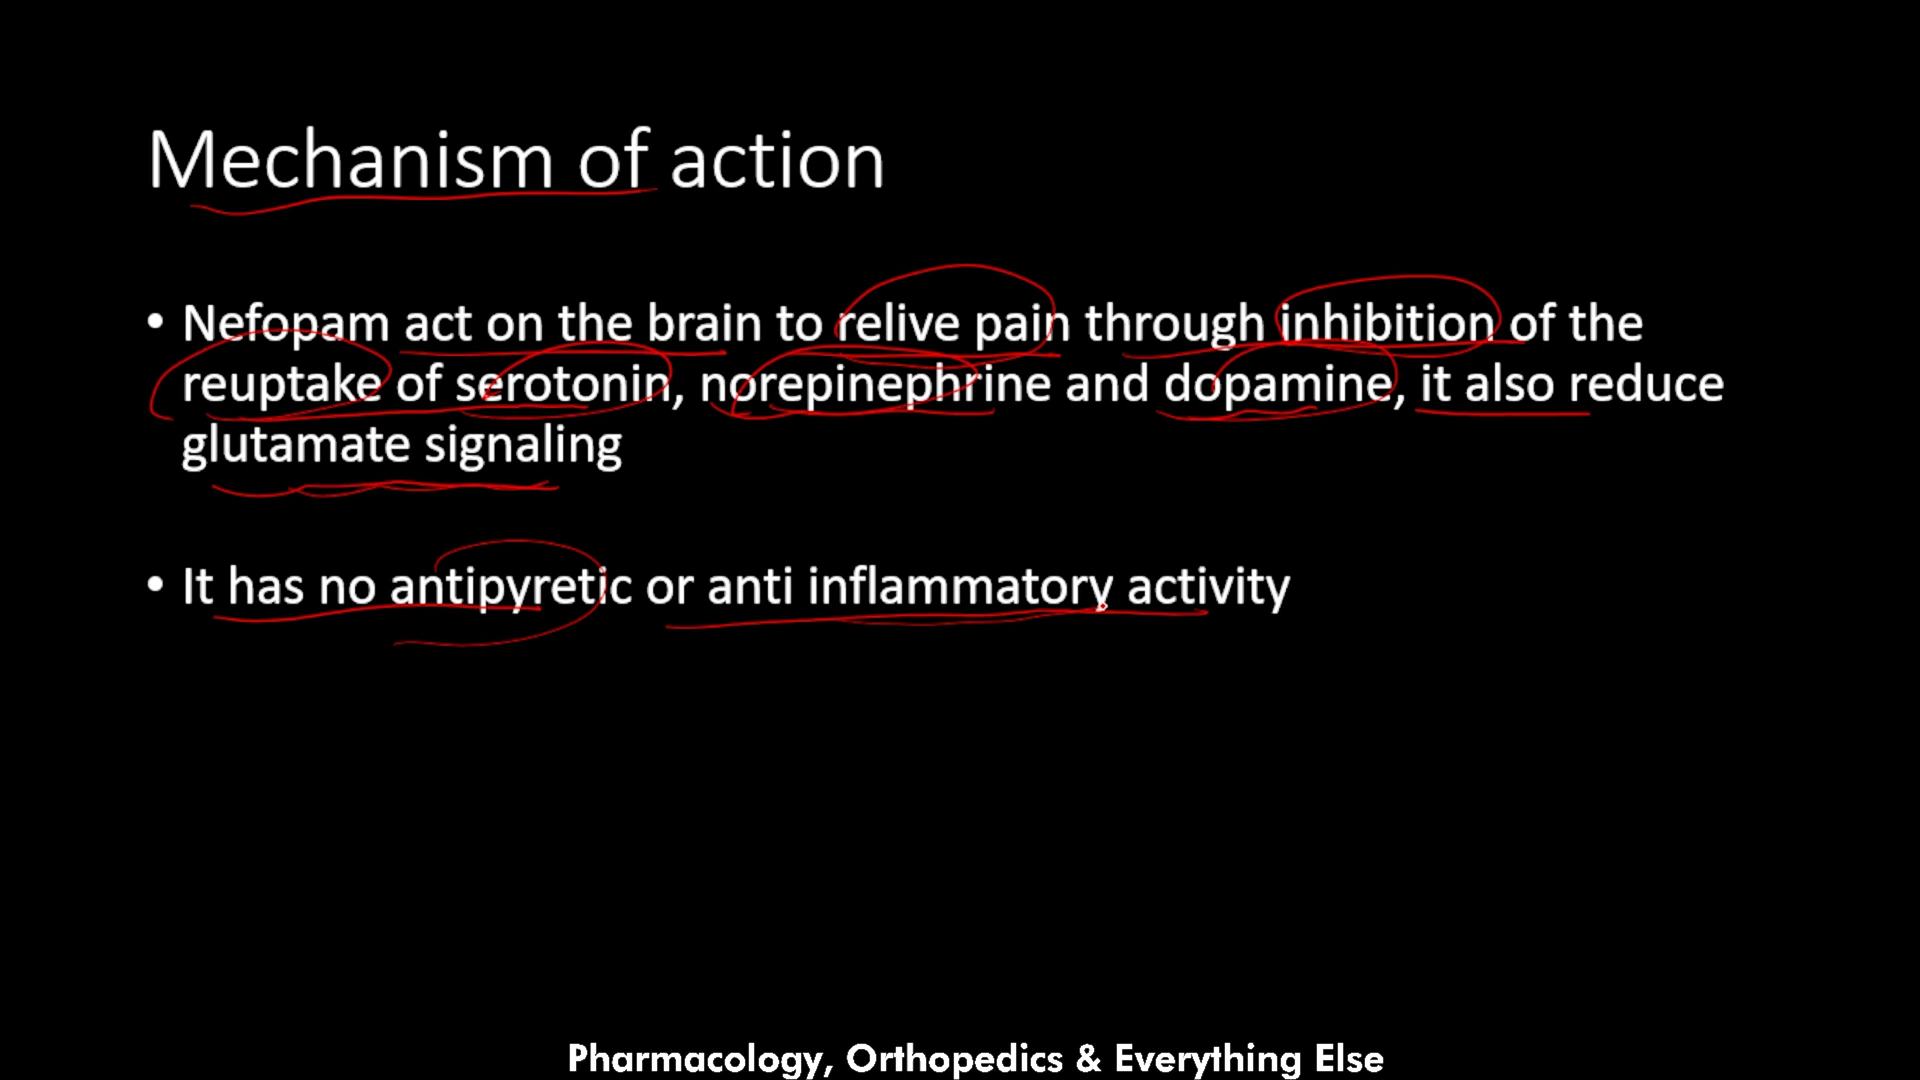 Mechanism of action
• Nefopam act on the brain to relive pain through inhibition of the
reuptake of serotonin, norepinephrine and dopamine, it also reduce
glutamate signaling
• It has no antipyretic or anti inflammatory activity
Pharmacology, Orthopedics & Everything Else